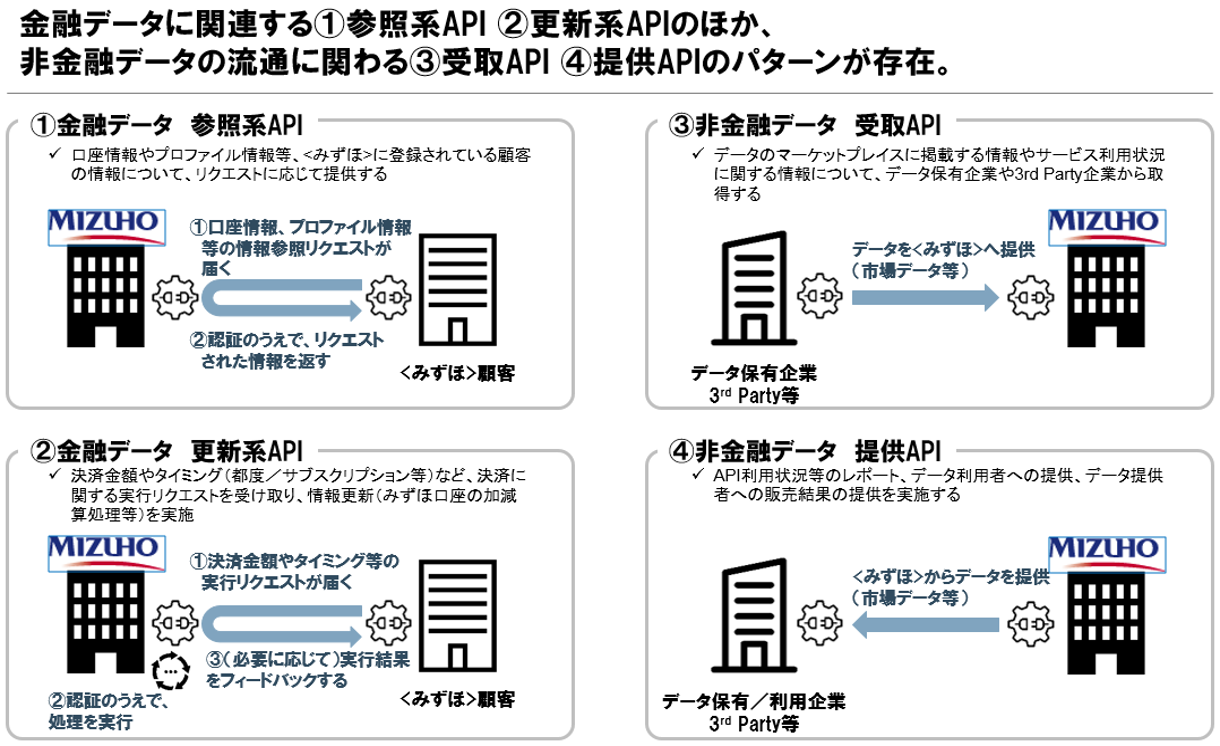 金融データに関連する①参照系API ②更新系APIのほか、
非金融データの流通に関わる③受取API ④提供APIのパターンが存在。
①金融データ 参照系API
✓ 口座情報やプロファイル情報等、<みずほ>に登録されている顧客
の情報について、リクエストに応じて提供する
MIZUHO
①口座情報、プロファイル情報
等の情報参照リクエストが
届く
②認証のうえで、リクエスト
された情報を返す
<みずほ>顧客
②金融データ 更新系API
✓ 決済金額やタイミング（都度／サブスクリプション等）など、決済に
関する実行リクエストを受け取り、情報更新（みずほ口座の加減
算処理等）を実施
MIZUHO
①決済金額やタイミング等の
実行リクエストが届く
③（必要に応じて）実行結果
をフィードバックする
②認証のうえで、
処理を実行
<みずほ>顧客
③非金融データ 受取API
✓ データのマーケットプレイスに掲載する情報やサービス利用状況
に関する情報について、データ保有企業や3rd Party企業から取
得する
MIZUHO
データを<みずほ>へ提供
（市場データ等）
データ保有企業
3rd Party等
④非金融データ 提供API
✓ API利用状況等のレポート、データ利用者への提供、データ提供
者への販売結果の提供を実施する
MIZUHO
<みずほ>からデータを提供
（市場データ等）
データ保有／利用企業
3rd Party等